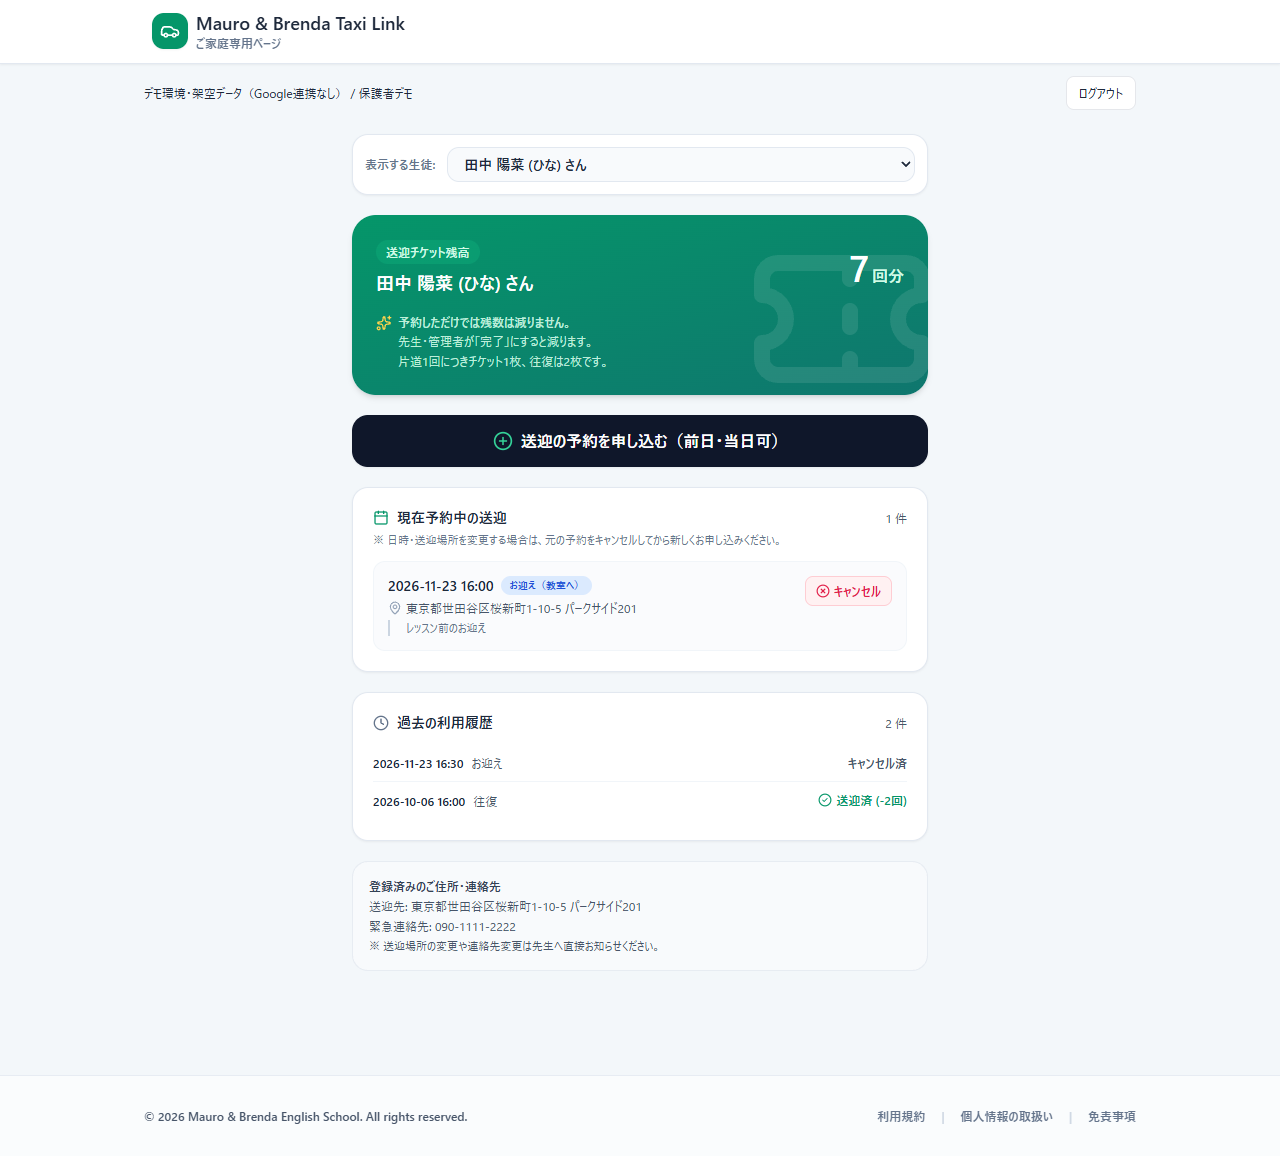 Mauro & Brenda Taxi Link
ご家庭専用ページ
デモ環境・架空データ（Google連携なし） / 保護者デモ
ログアウト
表示する生徒:
田中 陽菜 (ひな) さん
送迎チケット残高
田中 陽菜 (ひな) さん
7 回分
予約しただけでは残数は減りません。
先生・管理者が「完了」にすると減ります。
片道1回につきチケット1枚、往復は2枚です。
送迎の予約を申し込む（前日・当日可）
現在予約中の送迎
1 件
※ 日時・送迎場所を変更する場合は、元の予約をキャンセルしてから新しくお申し込みください。
2026-11-23 16:00 お迎え（教室へ）
キャンセル
東京都世田谷区桜新町1-10-5 パークサイド201
レッスン前のお迎え
過去の利用履歴
2 件
2026-11-23 16:30 お迎え
キャンセル済
2026-10-06 16:00 往復
送迎済 (-2回)
登録済みのご住所・連絡先
送迎先: 東京都世田谷区桜新町1-10-5 パークサイド201
緊急連絡先: 090-1111-2222
※ 送迎場所の変更や連絡先変更は先生へ直接お知らせください。
© 2026 Mauro & Brenda English School. All rights reserved.
利用規約 | 個人情報の取扱い | 免責事項